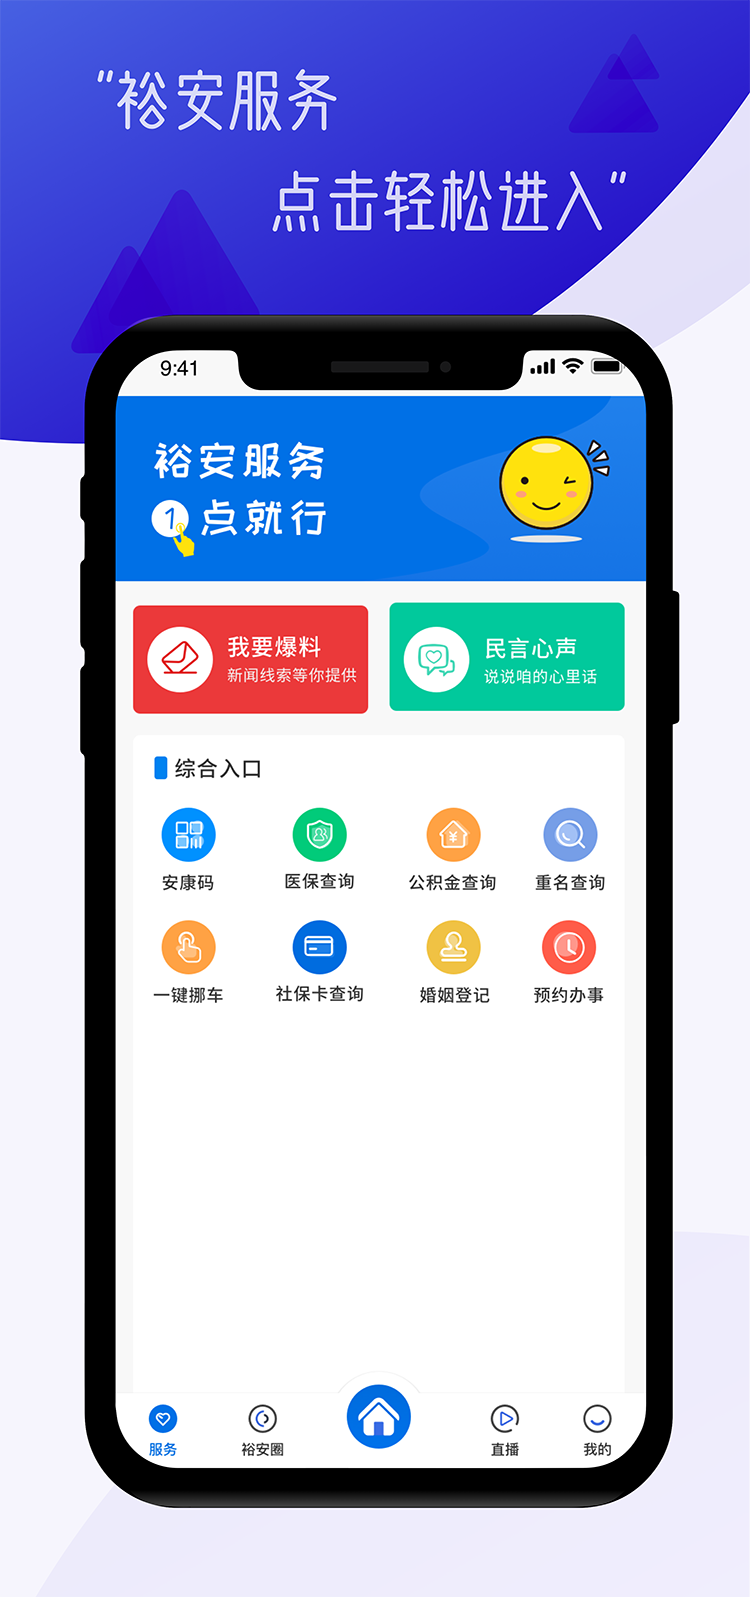 “裕安服务
点击轻松进入”
9:41
裕安服务
1点就行
我要爆料
新闻线索等你提供
民言心声
说说咱的心里话
综合入口
安康码 医保查询 公积金查询 重名查询
一键挪车 社保卡查询 婚姻登记 预约办事
服务 裕安圈 直播 我的